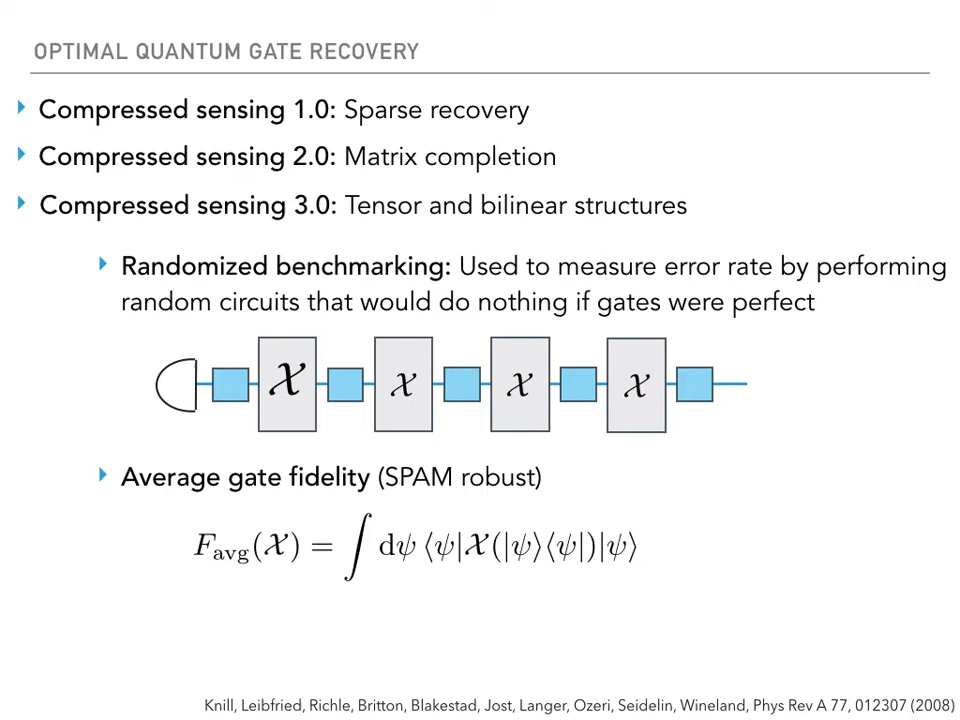 OPTIMAL QUANTUM GATE RECOVERY
Compressed sensing 1.0: Sparse recovery
Compressed sensing 2.0: Matrix completion
Compressed sensing 3.0: Tensor and bilinear structures
Randomized benchmarking: Used to measure error rate by performing
random circuits that would do nothing if gates were perfect
𝒳 𝒳 𝒳 𝒳
Average gate fidelity (SPAM robust)
F_avg(𝒳) = ∫ dψ ⟨ψ|𝒳(|ψ⟩⟨ψ|)|ψ⟩
Knill, Leibfried, Richle, Britton, Blakestad, Jost, Langer, Ozeri, Seidelin, Wineland, Phys Rev A 77, 012307 (2008)